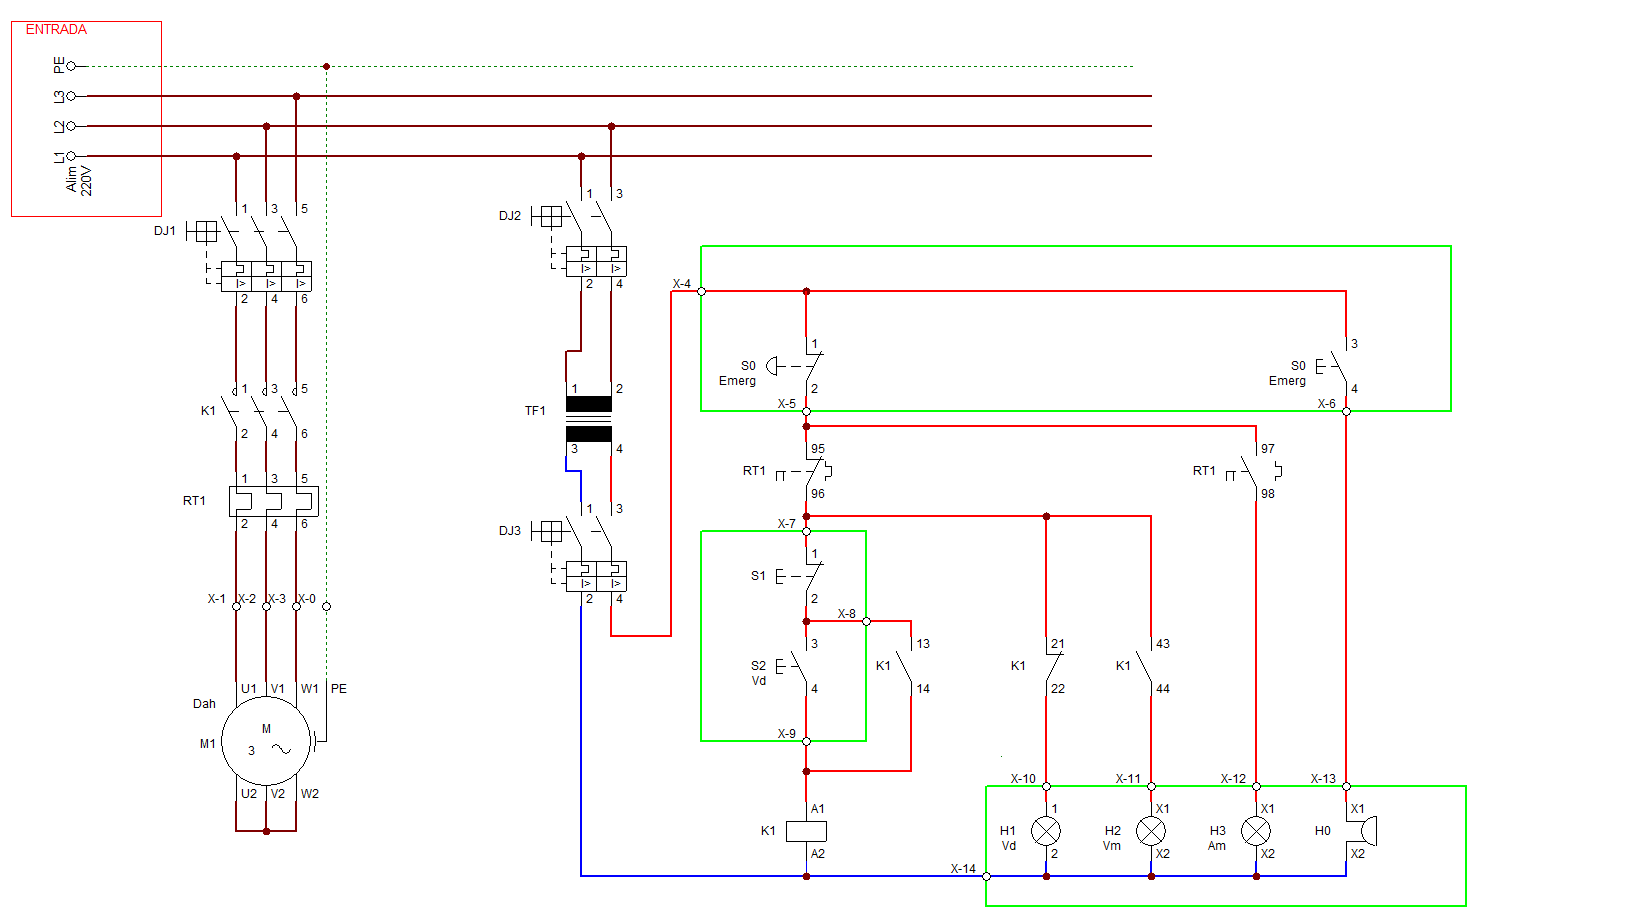 ENTRADA
PE
L3
L2
L1
Alim
220V
DJ1
1
3
5
I>
I>
I>
2
4
6
K1
1
3
5
2
4
6
RT1
1
3
5
2
4
6
X-1
X-2
X-3
X-0
Dah
U1
V1
W1
PE
M1
M
3
U2
V2
W2
DJ2
1
3
I>
I>
2
4
TF1
1
2
3
4
DJ3
1
3
I>
I>
2
4
X-4
S0
Emerg
1
2
S0
Emerg
3
4
X-5
X-6
RT1
95
96
RT1
97
98
X-7
S1
1
2
X-8
S2
Vd
3
4
K1
13
14
K1
21
22
K1
43
44
X-9
X-10
X-11
X-12
X-13
K1
A1
A2
H1
Vd
1
2
H2
Vm
X1
X2
H3
Am
X1
X2
H0
X1
X2
X-14